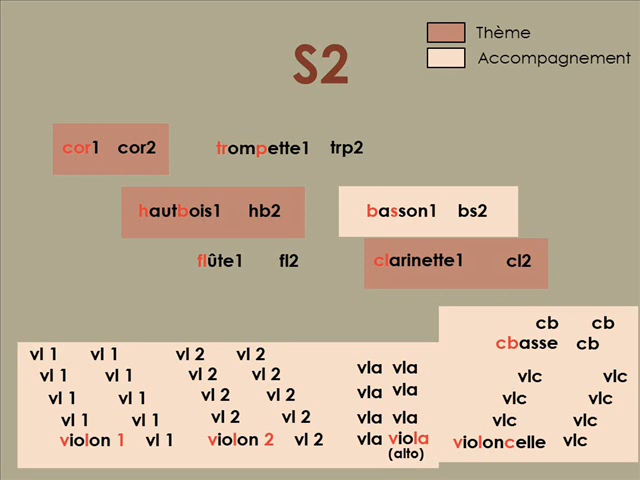 Thème
Accompagnement
S2
cor1 cor2 trompette1 trp2
hautbois1 hb2 basson1 bs2
flûte1 fl2 clarinette1 cl2
cb cb
cbasse cb
vl 1 vl 1 vl 2 vl 2 vla vla
vl 1 vl 1 vl 2 vl 2 vlc vlc
vl 1 vl 1 vl 2 vl 2 vla vla vlc vlc
vl 1 vl 1 vl 2 vl 2 vla vla vlc vlc
violon 1 vl 1 violon 2 vl 2 vla viola violoncelle vlc
(alto)